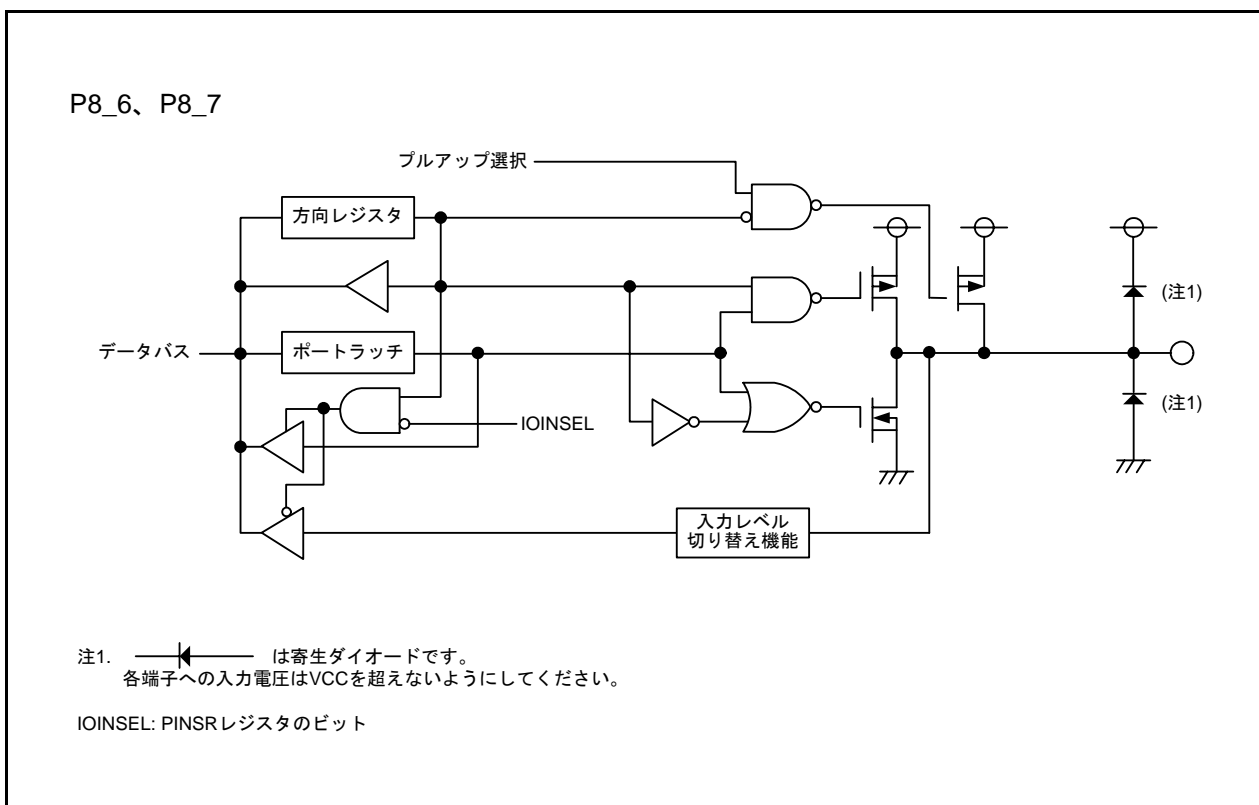 P8_6、P8_7
プルアップ選択
方向レジスタ
データバス
ポートラッチ
IOINSEL
入力レベル
切り替え機能
(注1)
(注1)
注1. は寄生ダイオードです。
各端子への入力電圧はVCCを超えないようにしてください。
IOINSEL: PINSRレジスタのビット